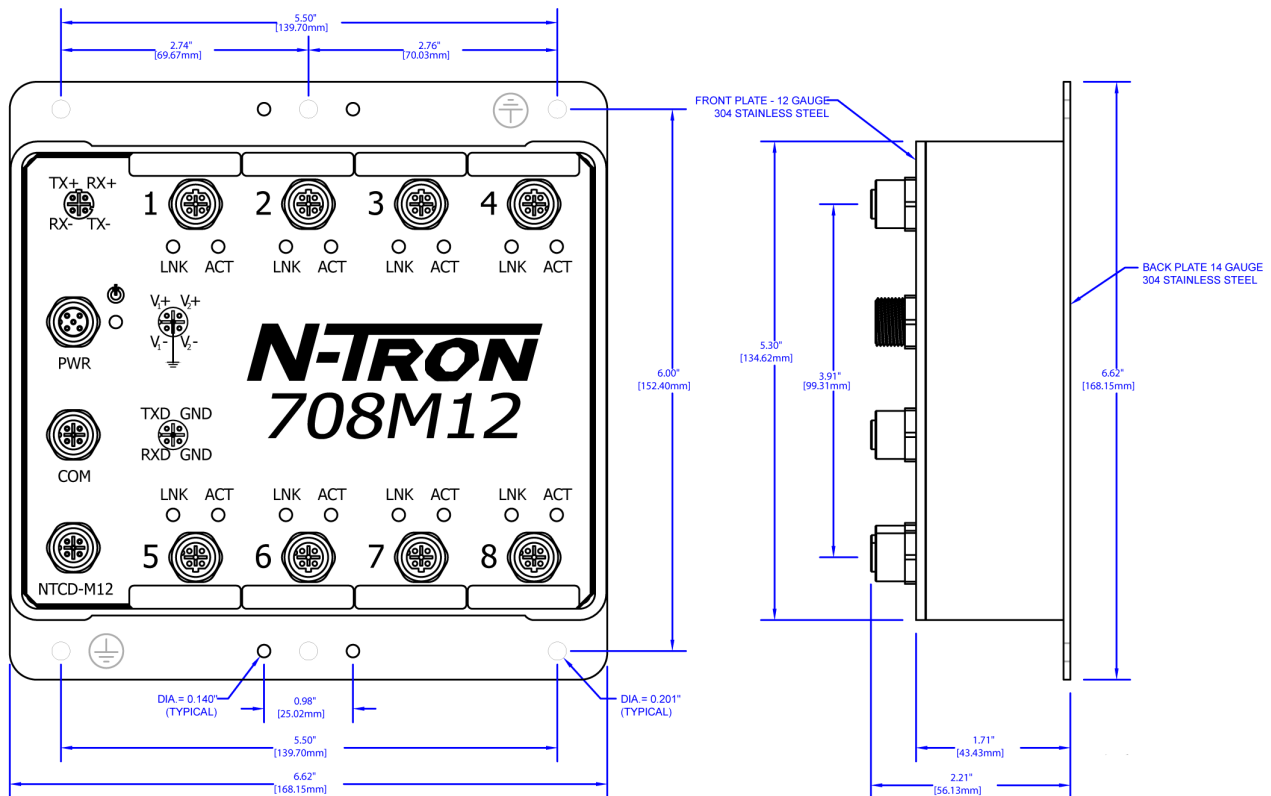 5.50"
[139.70mm]
2.74"
[69.67mm]
2.76"
[70.03mm]
FRONT PLATE - 12 GAUGE
304 STAINLESS STEEL
TX+ RX+
RX- TX-
1
2
3
4
LNK ACT
LNK ACT
LNK ACT
LNK ACT
BACK PLATE 14 GAUGE
304 STAINLESS STEEL
V1+ V2+
V1- V2-
PWR
N-TRON
708M12
6.00"
[152.40mm]
5.30"
[134.62mm]
3.91"
[99.31mm]
6.62"
[168.15mm]
TXD GND
RXD GND
COM
LNK ACT
LNK ACT
LNK ACT
LNK ACT
5
6
7
8
NTCD-M12
DIA.= 0.140"
(TYPICAL)
0.98"
[25.02mm]
DIA.= 0.201"
(TYPICAL)
5.50"
[139.70mm]
6.62"
[168.15mm]
1.71"
[43.43mm]
2.21"
[56.13mm]